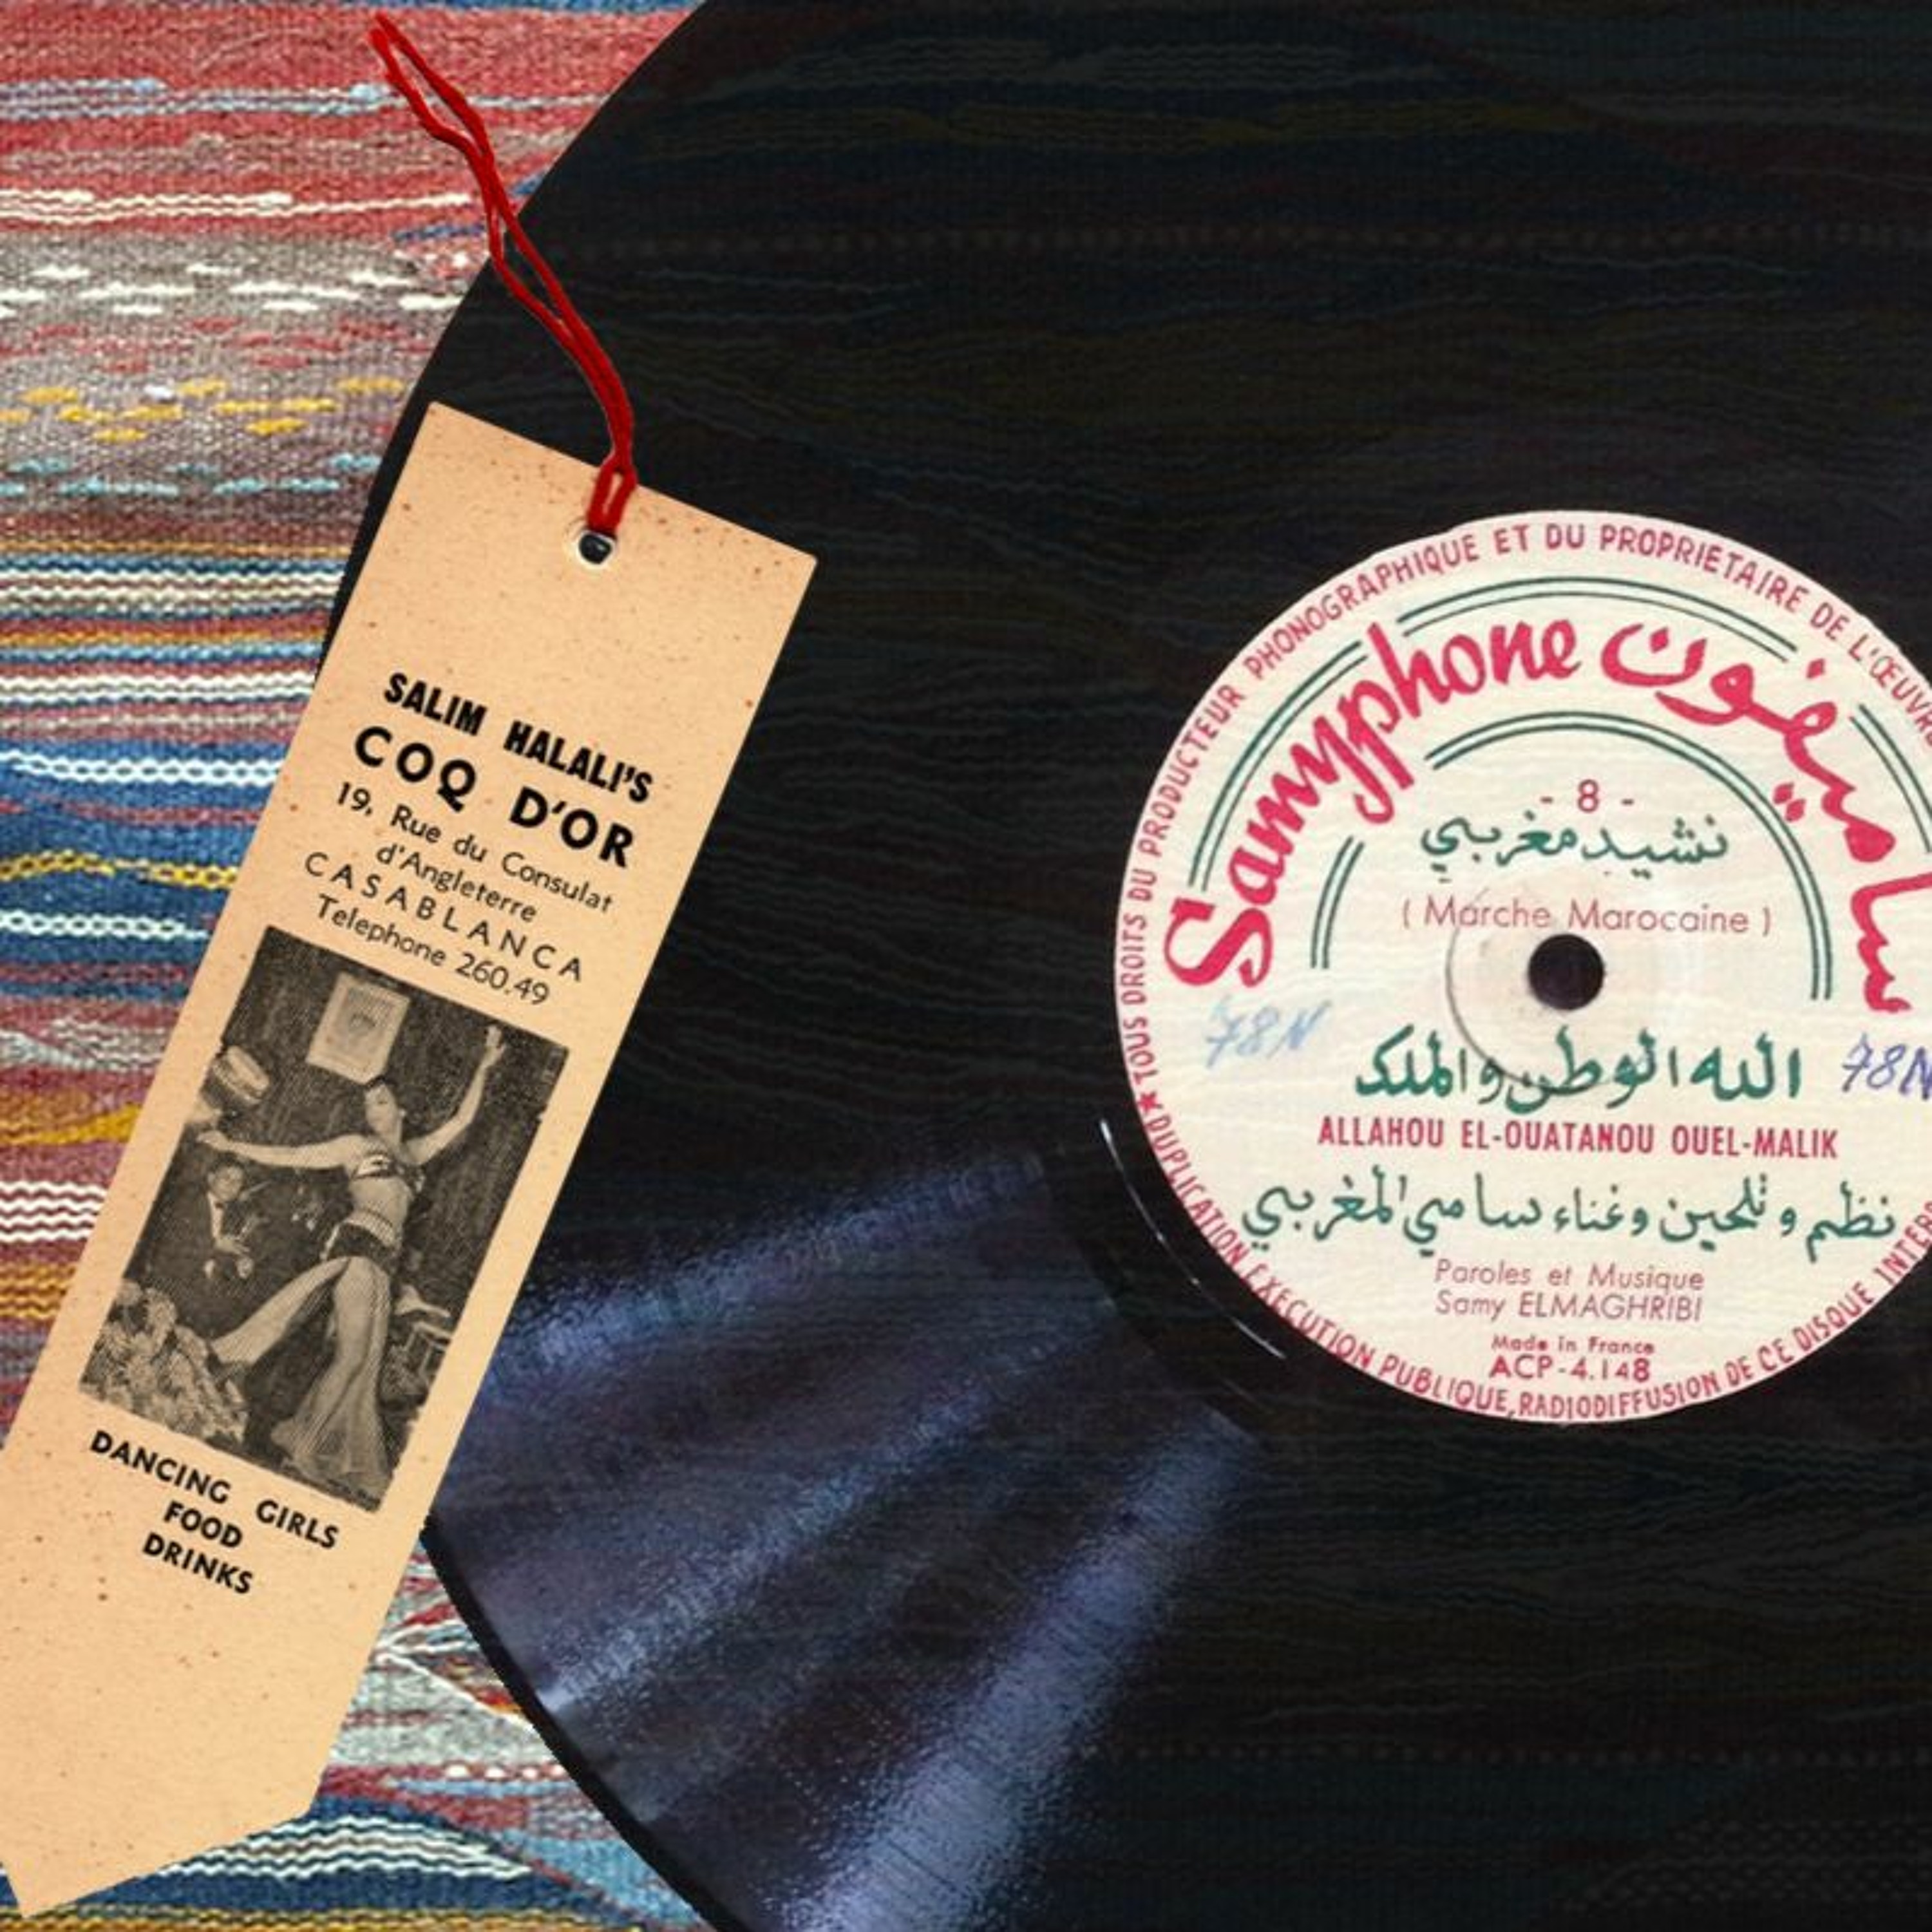 SALIM HALALI'S
COQ D'OR
19, Rue du Consulat
d'Angleterre
CASABLANCA
Telephone 260.49
DANCING GIRLS
FOOD
DRINKS
★ TOUS DROITS DU PRODUCTEUR PHONOGRAPHIQUE ET DU PROPRIETAIRE DE L'ŒUVRE
Samyphone ساميفون
- 8 -
نشيد مغربي
( Marche Marocaine )
78N
الله الوطن والملك
78N
ALLAHOU EL-OUATANOU OUEL-MALIK
نظم و تلحين وغناء سامي المغربي
Paroles et Musique
Samy ELMAGHRIBI
Made in France
ACP-4.148
DUPLICATION EXECUTION PUBLIQUE, RADIODIFFUSION DE CE DISQUE